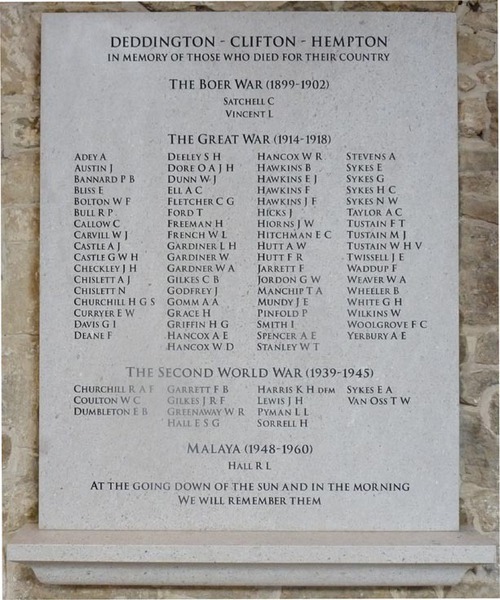 DEDDINGTON - CLIFTON - HEMPTON
IN MEMORY OF THOSE WHO DIED FOR THEIR COUNTRY
THE BOER WAR (1899-1902)
SATCHELL C
VINCENT L
THE GREAT WAR (1914-1918)
ADEY A
AUSTIN J
BANNARD P B
BLISS E
BOLTON W F
BULL R P
CALLOW C
CARVILL W J
CASTLE A J
CASTLE G W H
CHECKLEY J H
CHISLETT A J
CHISLETT N
CHURCHILL H G S
CURRYER E W
DAVIS G I
DEANE F
DEELEY S H
DORE O A J H
DUNN W J
ELL A C
FLETCHER C G
FORD T
FREEMAN H
FRENCH W L
GARDINER L H
GARDINER W
GARDNER W A
GILKES C B
GODFREY J
GOMM A A
GRACE H
GRIFFIN H G
HANCOX A E
HANCOX W D
HANCOX W R
HAWKINS B
HAWKINS E J
HAWKINS F
HAWKINS J F
HICKS J
HIORNS J W
HITCHMAN E C
HUTT A W
HUTT F R
JARRETT F
JORDON G W
MANCHIP T A
MUNDY J E
PINFOLD P
SMITH I
SPENCER A E
STANLEY W T
STEVENS A
SYKES E
SYKES G
SYKES H C
SYKES N W
TAYLOR A C
TUSTAIN F T
TUSTAIN M J
TUSTAIN W H V
TWISSELL J E
WADDUP F
WEAVER W A
WHEELER B
WHITE G H
WILKINS W
WOOLGROVE F C
YERBURY A E
THE SECOND WORLD WAR (1939-1945)
CHURCHILL R A F
COULTON W C
DUMBLETON E B
GARRETT F B
GILKES J R F
GREENAWAY W R
HALL E S G
HARRIS K H DFM
LEWIS J H
PYMAN L L
SORRELL H
SYKES E A
VAN OSS T W
MALAYA (1948-1960)
HALL R L
AT THE GOING DOWN OF THE SUN AND IN THE MORNING
WE WILL REMEMBER THEM